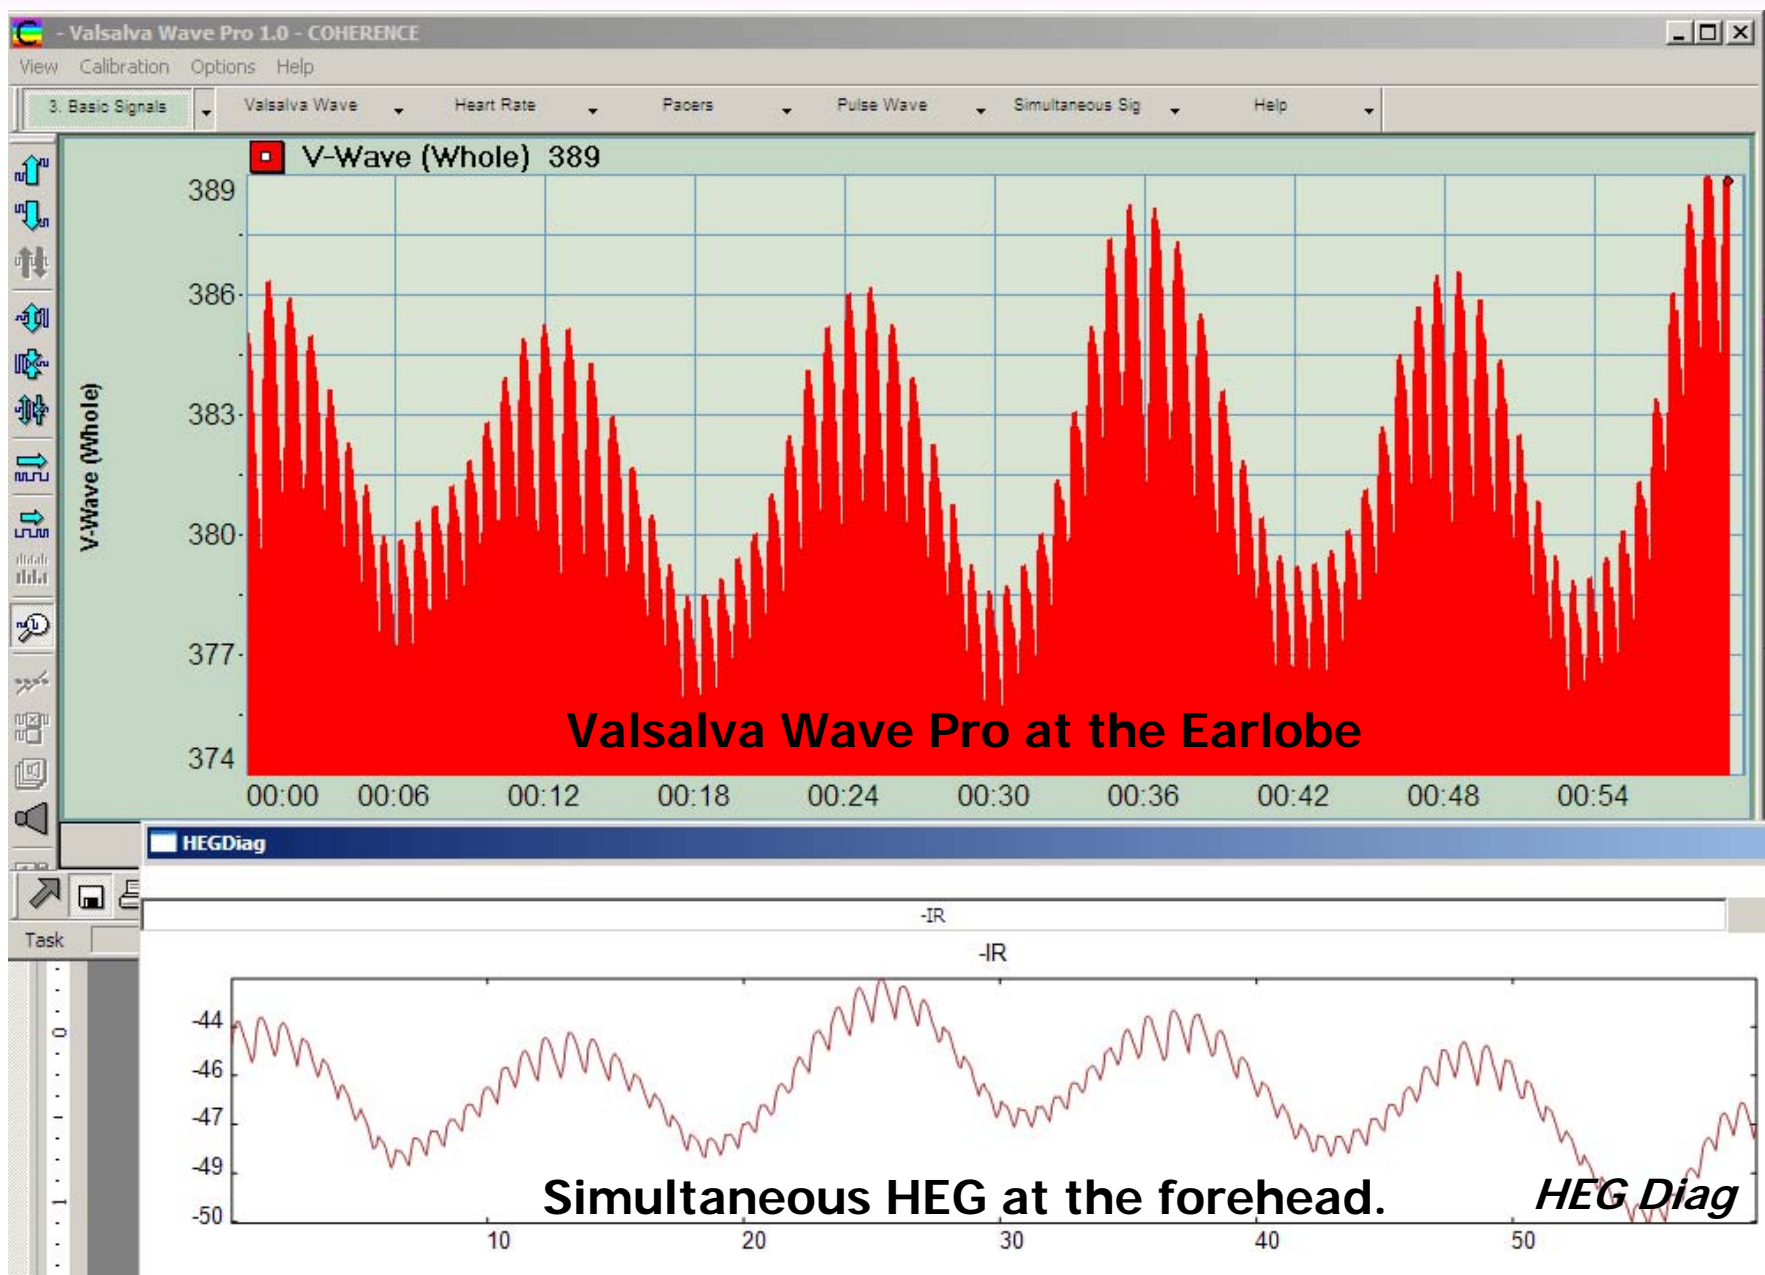 - Valsalva Wave Pro 1.0 - COHERENCE
View Calibration Options Help
3. Basic Signals Valsalva Wave Heart Rate Pacers Pulse Wave Simultaneous Sig Help
V-Wave (Whole) 389
389
386
383
380
377
374
V-Wave (Whole)
Valsalva Wave Pro at the Earlobe
00:00 00:06 00:12 00:18 00:24 00:30 00:36 00:42 00:48 00:54
HEGDiag
-IR
Task
-IR
-44
-46
-47
-49
-50
0
1
Simultaneous HEG at the forehead.
HEG Diag
10 20 30 40 50